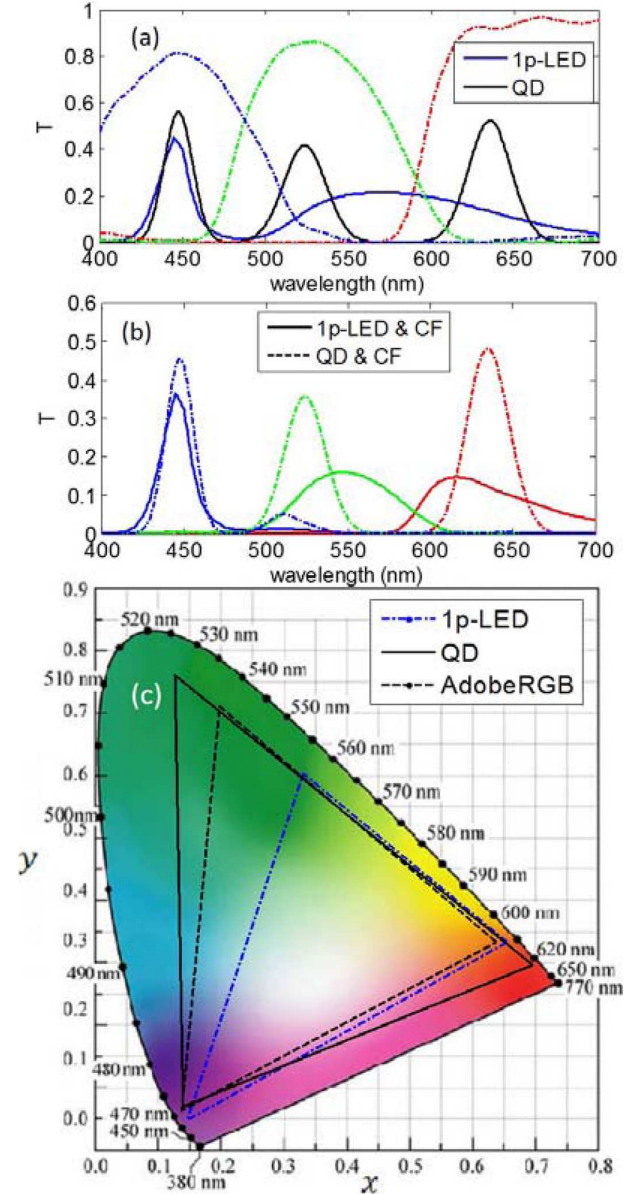 (a)
1p-LED
QD
T
1
0.8
0.6
0.4
0.2
0
400 450 500 550 600 650 700
wavelength (nm)
(b)
1p-LED & CF
QD & CF
T
0.6
0.5
0.4
0.3
0.2
0.1
0
400 450 500 550 600 650 700
wavelength (nm)
(c)
1p-LED
QD
AdobeRGB
y
0.9
0.8
0.7
0.6
0.5
0.4
0.3
0.2
0.1
0.0
520 nm
530 nm
540 nm
510 nm
550 nm
560 nm
570 nm
500nm
580 nm
590 nm
600 nm
620 nm
490nm
650 nm
770 nm
480nm
470 nm
450 nm
380 nm
0.0 0.1 0.2 0.3 0.4 0.5 0.6 0.7 0.8
x